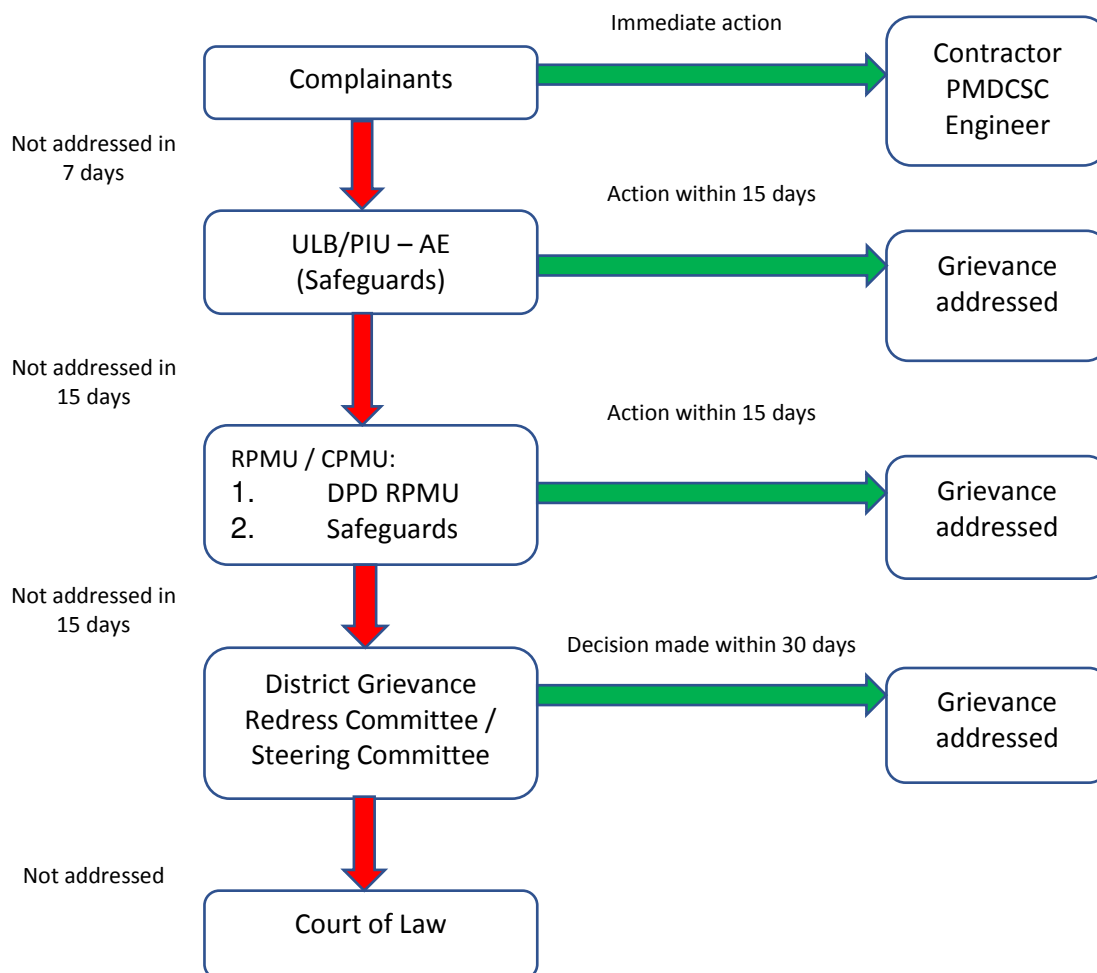 Immediate action
Complainants
Contractor
PMDCSC
Engineer
Not addressed in
7 days
Action within 15 days
ULB/PIU – AE
(Safeguards)
Grievance
addressed
Not addressed in
15 days
Action within 15 days
RPMU / CPMU:
1. DPD RPMU
2. Safeguards
Grievance
addressed
Not addressed in
15 days
Decision made within 30 days
District Grievance
Redress Committee /
Steering Committee
Grievance
addressed
Not addressed
Court of Law